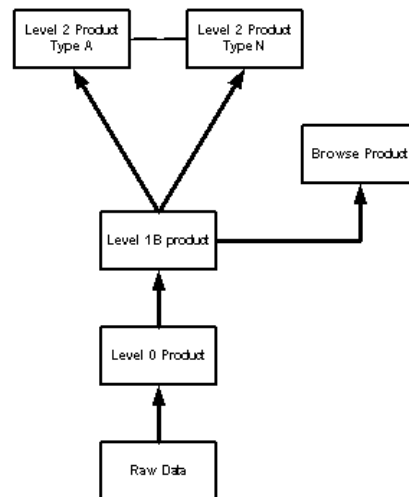 Level 2 Product
Type A
Level 2 Product
Type N
Browse Product
Level 1B product
Level 0 Product
Raw Data